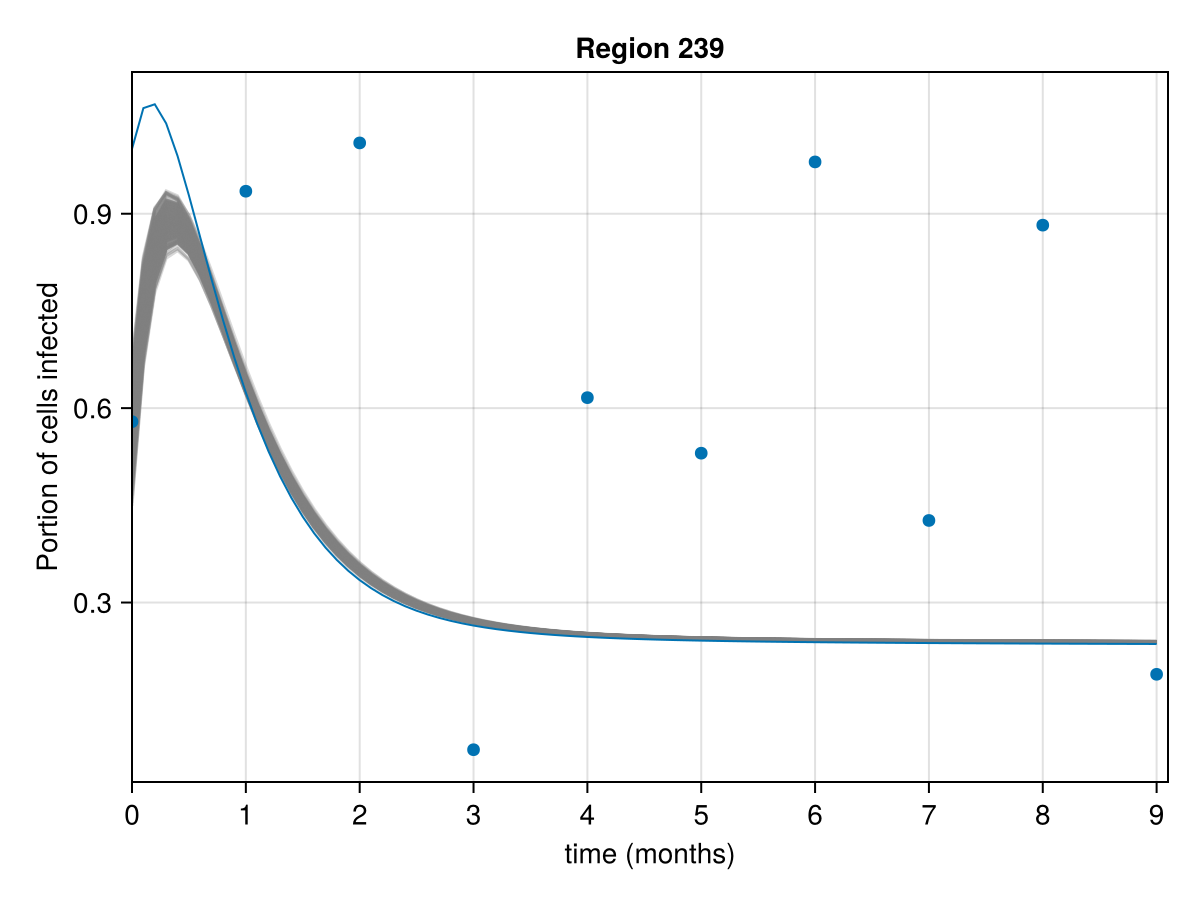 Region 239
Portion of cells infected
0.9
0.6
0.3
0 1 2 3 4 5 6 7 8 9
time (months)